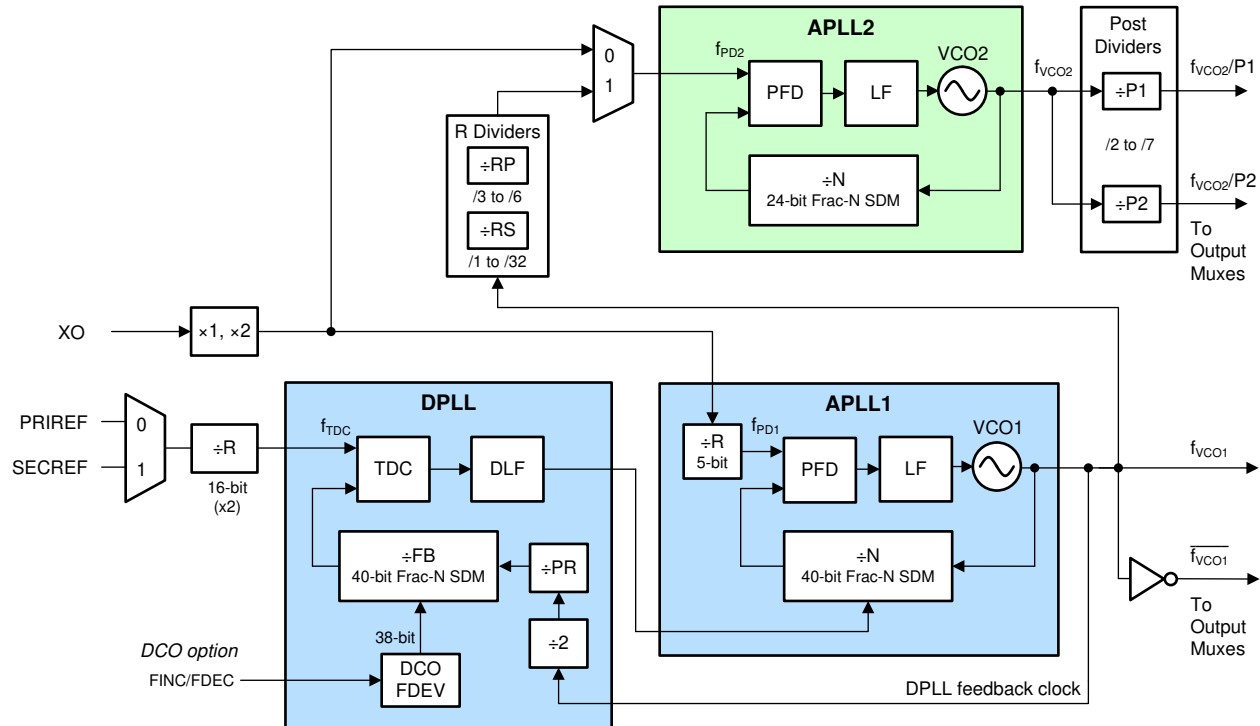 APLL2
Post
Dividers
VCO2
0
1
f_PD2
PFD
LF
f_VCO2
÷P1
f_VCO2/P1
R Dividers
÷RP
/3 to /6
÷RS
/1 to /32
÷N
24-bit Frac-N SDM
/2 to /7
÷P2
f_VCO2/P2
To
Output
Muxes
XO
×1, ×2
DPLL
APLL1
PRIREF
SECREF
0
1
÷R
16-bit
(x2)
f_TDC
TDC
DLF
÷R
5-bit
f_PD1
PFD
LF
VCO1
f_VCO1
÷FB
40-bit Frac-N SDM
÷PR
÷2
÷N
40-bit Frac-N SDM
f_VCO1
To
Output
Muxes
38-bit
DCO option
FINC/FDEC
DCO
FDEV
DPLL feedback clock